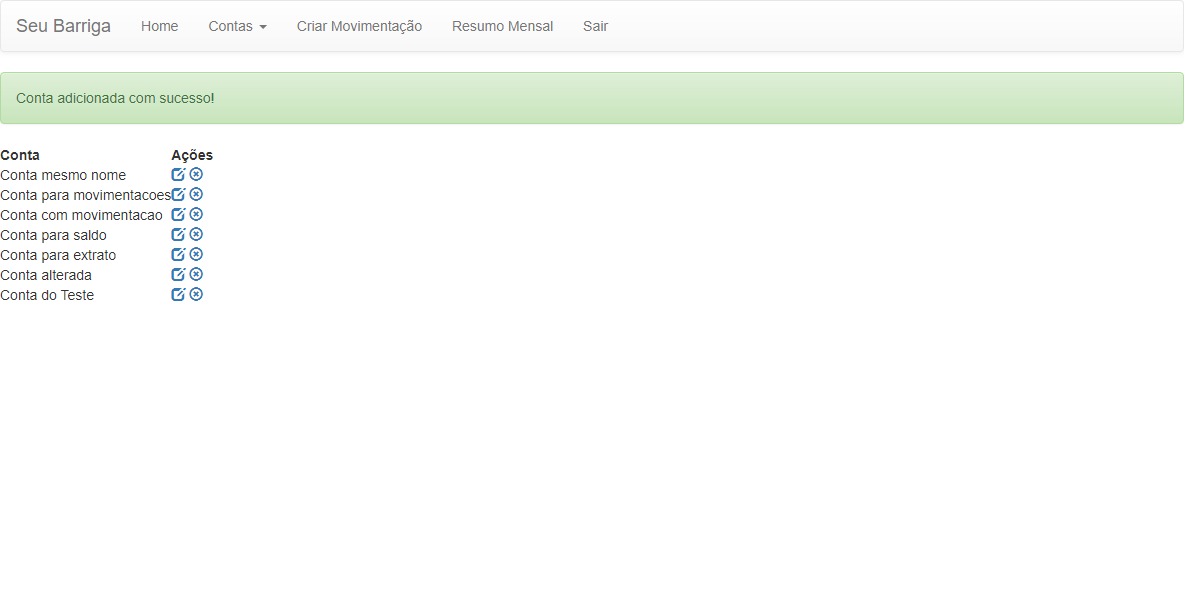 Seu Barriga Home Contas Criar Movimentação Resumo Mensal Sair
Conta adicionada com sucesso!
Conta Ações
Conta mesmo nome
Conta para movimentacoes
Conta com movimentacao
Conta para saldo
Conta para extrato
Conta alterada
Conta do Teste